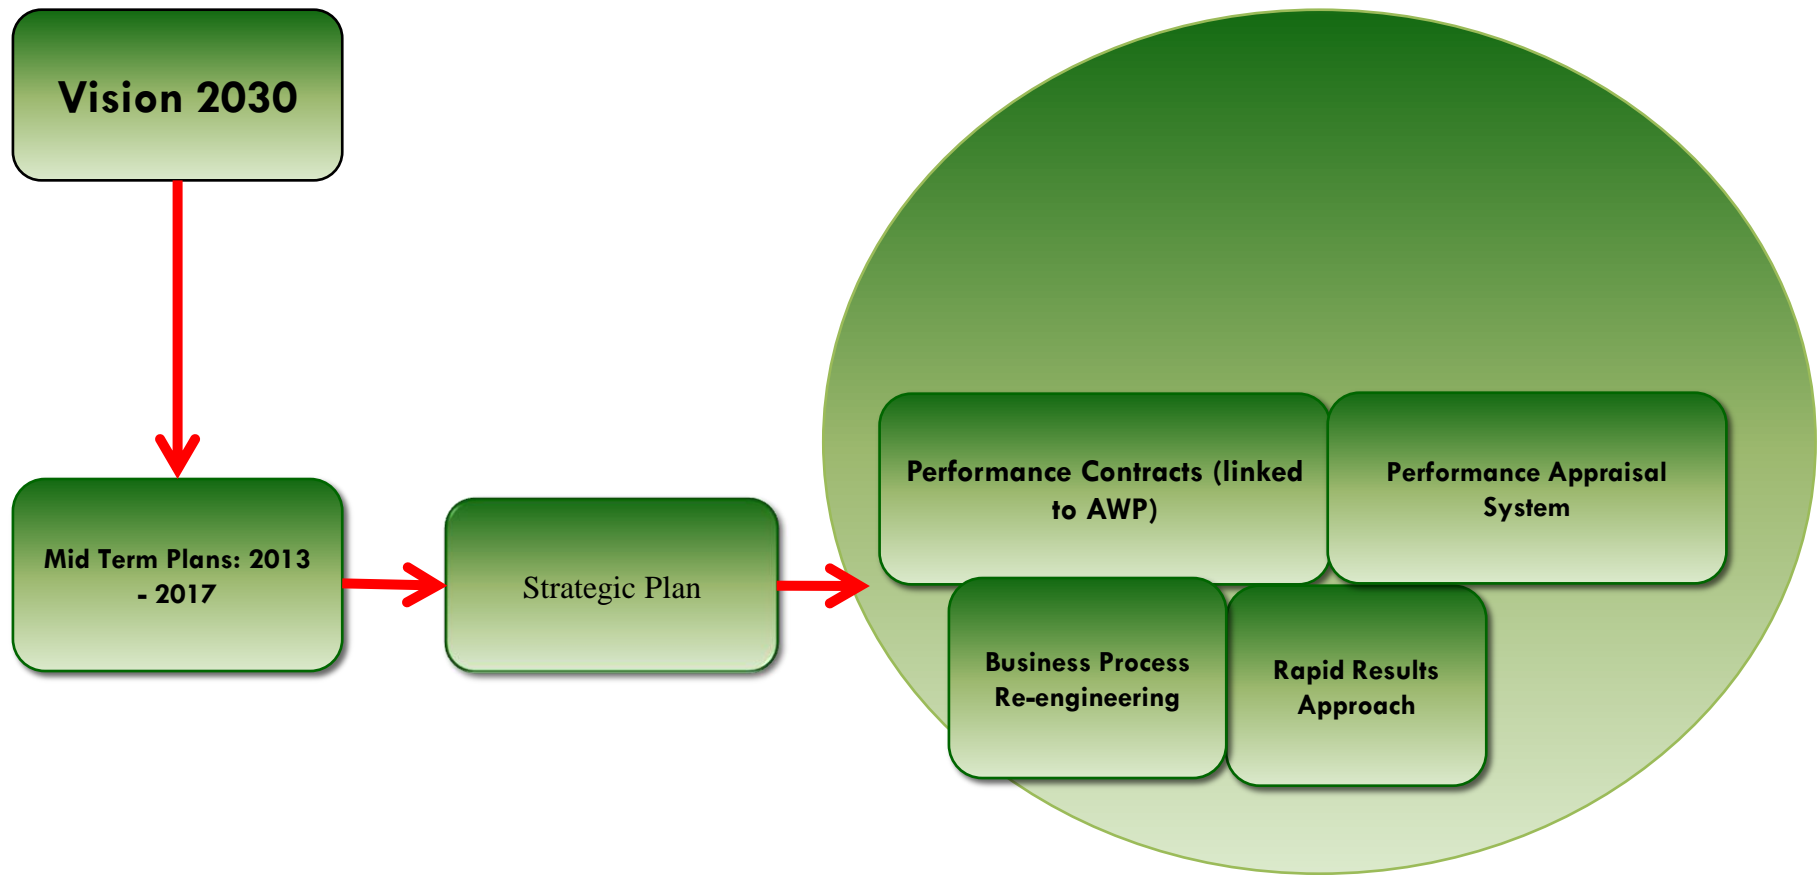 Vision 2030
Mid Term Plans: 2013
- 2017
Strategic Plan
Performance Contracts (linked
to AWP)
Performance Appraisal
System
Business Process
Re-engineering
Rapid Results
Approach